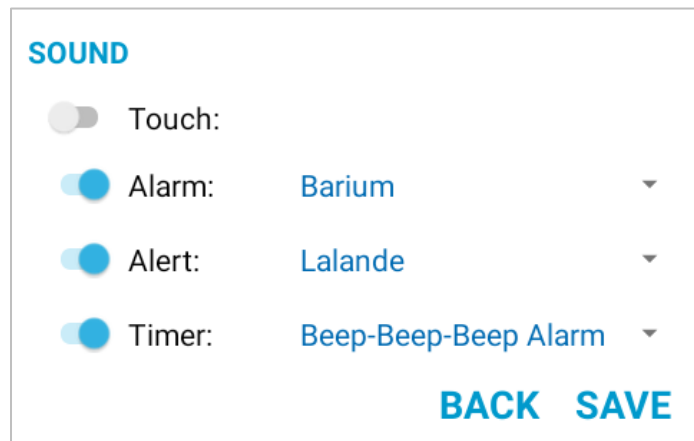 SOUND
Touch:
Alarm: Barium
Alert: Lalande
Timer: Beep-Beep-Beep Alarm
BACK SAVE